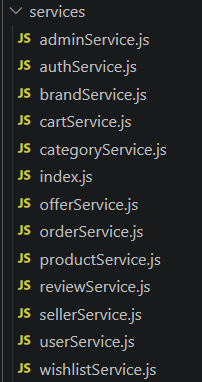 services
JS adminService.js
JS authService.js
JS brandService.js
JS cartService.js
JS categoryService.js
JS index.js
JS offerService.js
JS orderService.js
JS productService.js
JS reviewService.js
JS sellerService.js
JS userService.js
JS wishlistService.js